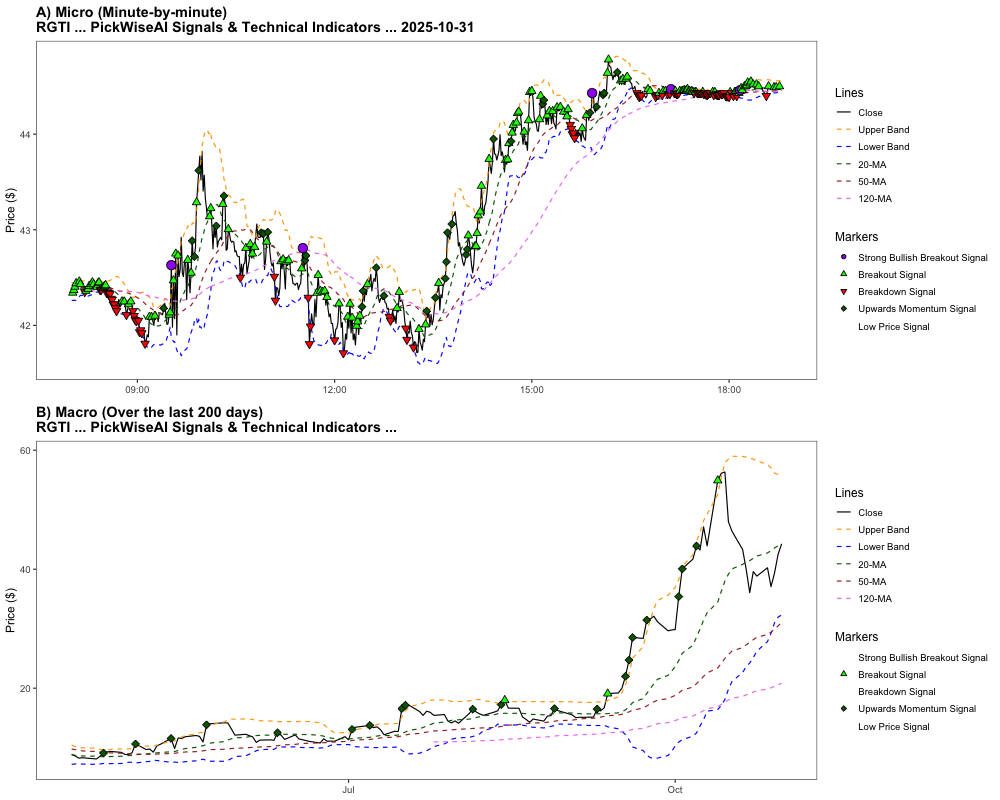 A) Micro (Minute-by-minute)
RGTI ... PickWiseAI Signals & Technical Indicators ... 2025-10-31
Price ($)
44
43
42
09:00
12:00
15:00
18:00
Lines
Close
Upper Band
Lower Band
20-MA
50-MA
120-MA
Markers
Strong Bullish Breakout Signal
Breakout Signal
Breakdown Signal
Upwards Momentum Signal
Low Price Signal
B) Macro (Over the last 200 days)
RGTI ... PickWiseAI Signals & Technical Indicators ...
Price ($)
60
40
20
Jul
Oct
Lines
Close
Upper Band
Lower Band
20-MA
50-MA
120-MA
Markers
Strong Bullish Breakout Signal
Breakout Signal
Breakdown Signal
Upwards Momentum Signal
Low Price Signal